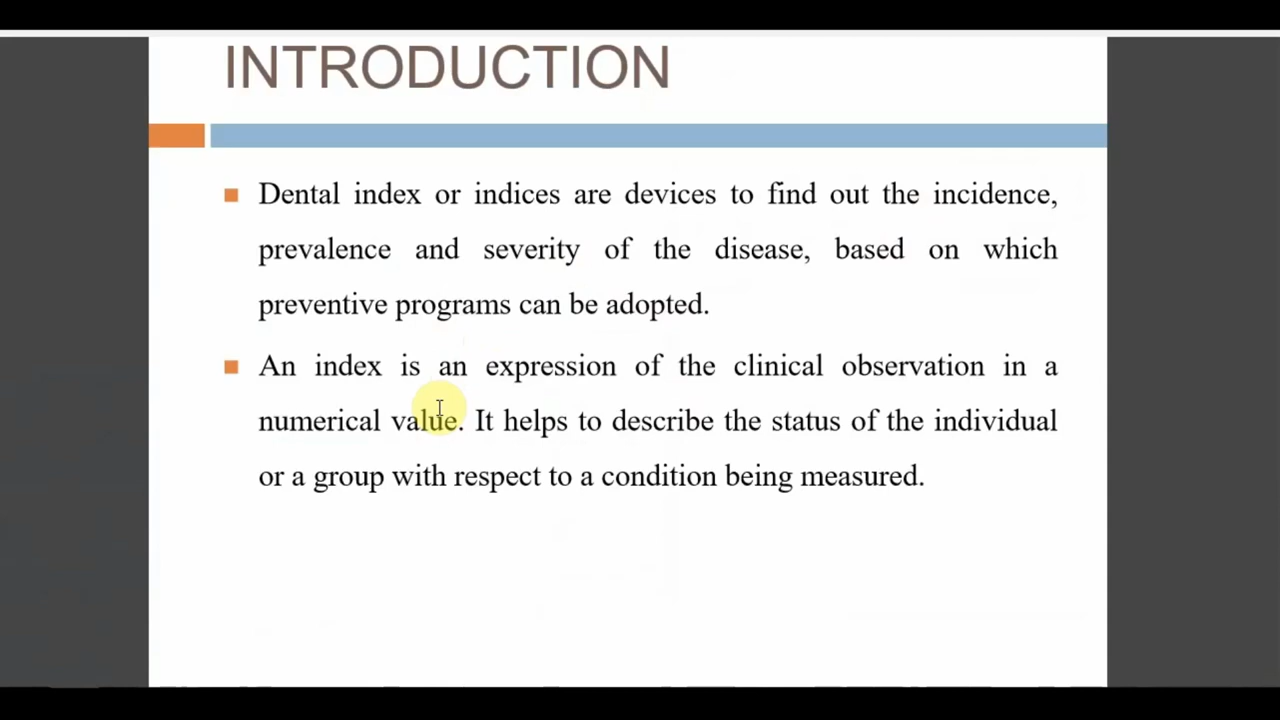 INTRODUCTION
Dental index or indices are devices to find out the incidence,
prevalence and severity of the disease, based on which
preventive programs can be adopted.
An index is an expression of the clinical observation in a
numerical value. It helps to describe the status of the individual
or a group with respect to a condition being measured.